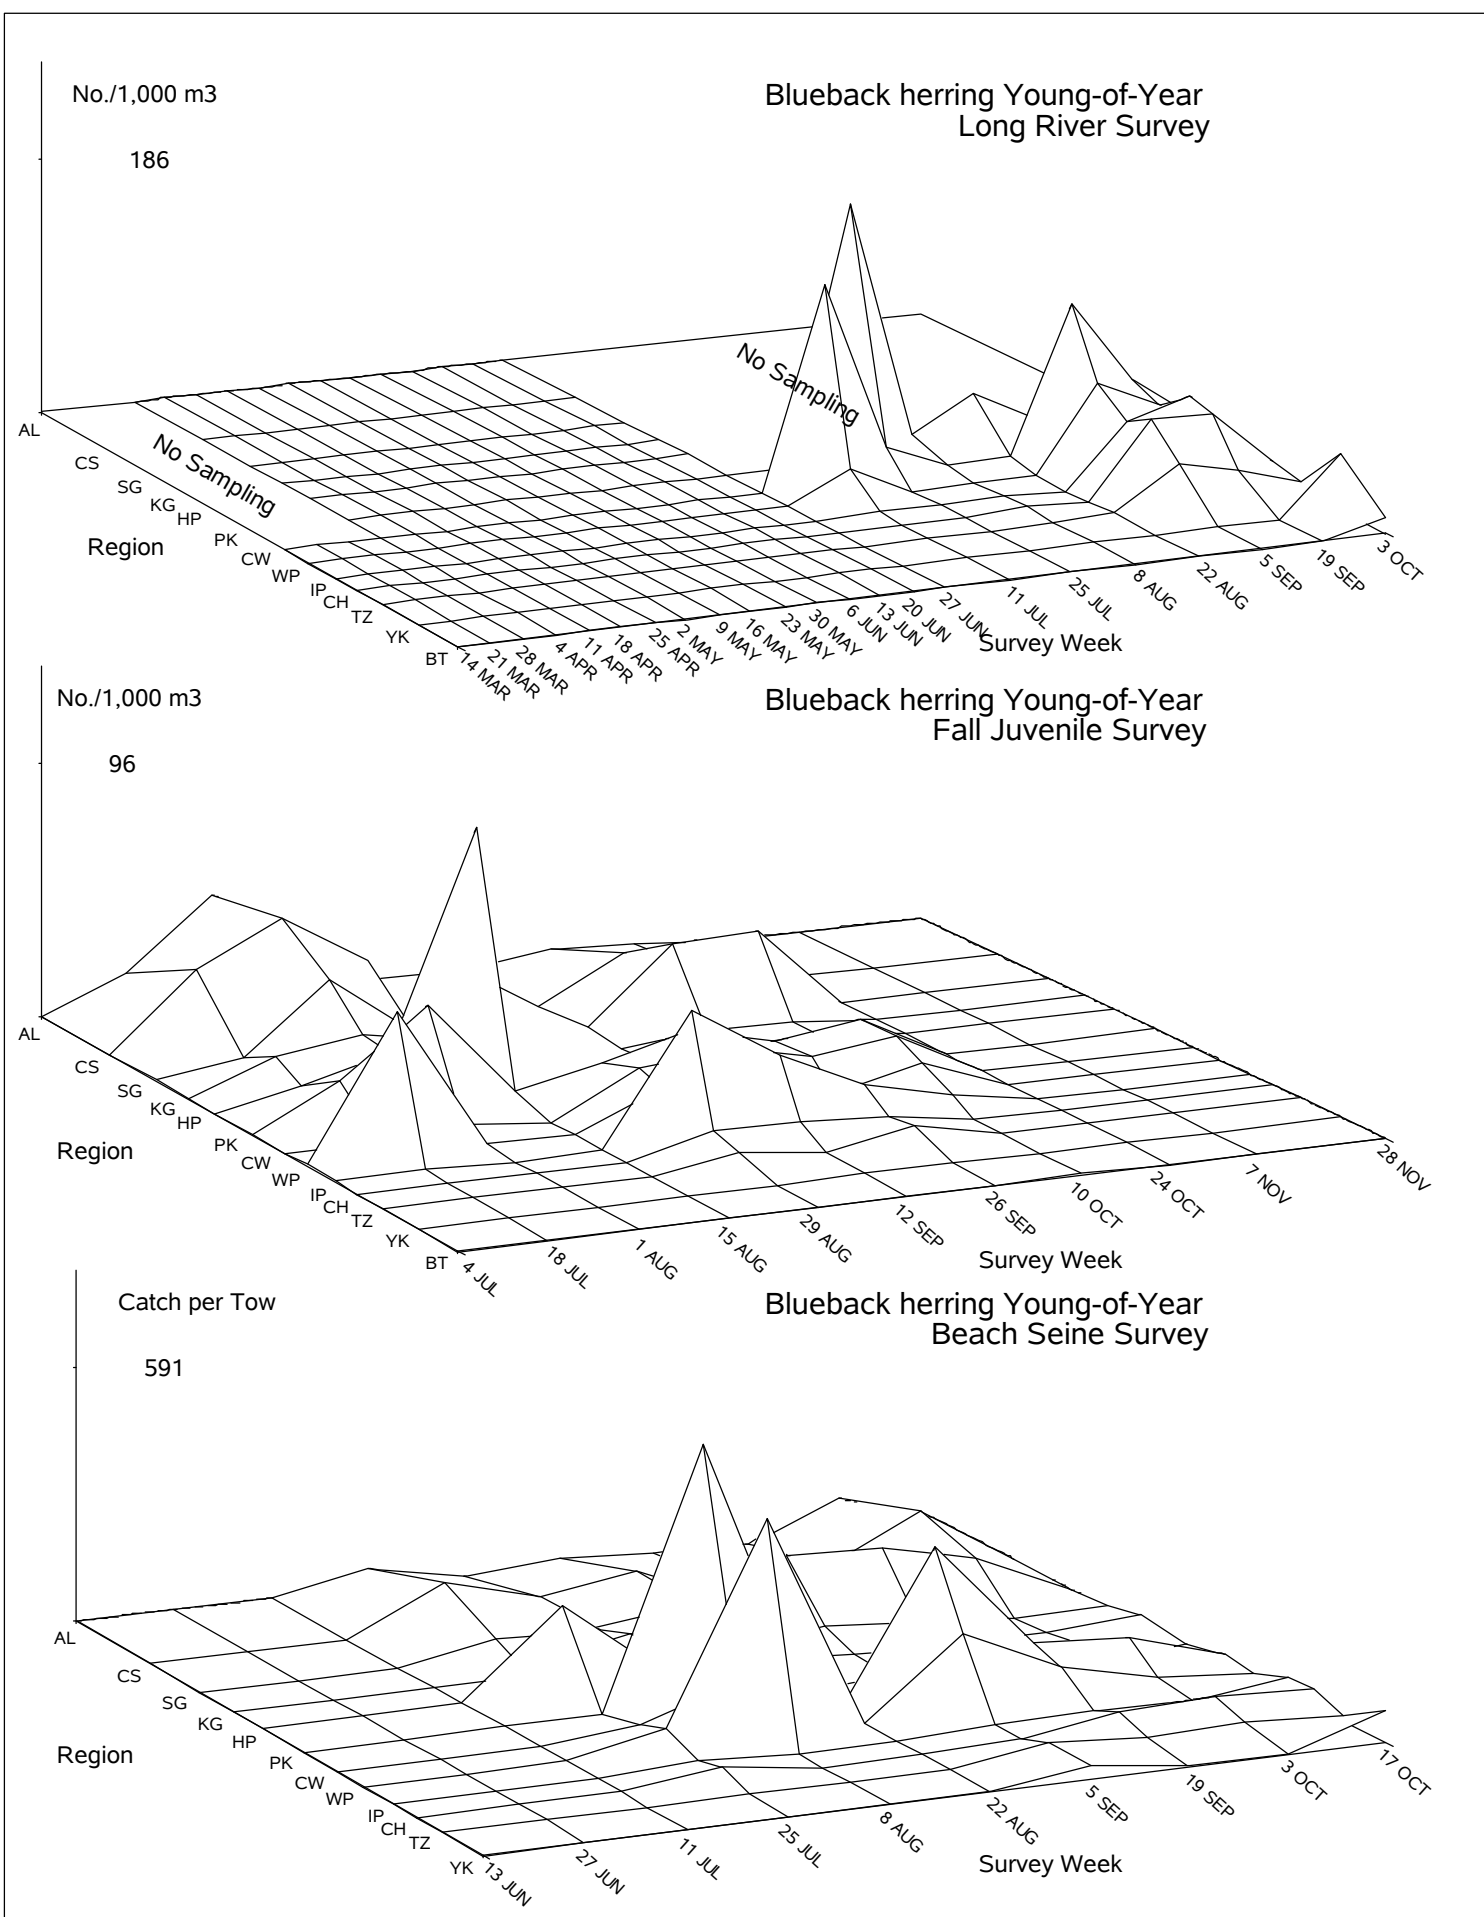 No./1,000 m3
Blueback herring Young-of-Year
Long River Survey
186
No Sampling
No Sampling
AL
CS
SG
KG
HP
PK
CW
WP
IP
CH
TZ
YK
BT
Region
14 MAR
21 MAR
28 MAR
4 APR
11 APR
18 APR
25 APR
2 MAY
9 MAY
16 MAY
23 MAY
30 MAY
6 JUN
13 JUN
20 JUN
27 JUN
11 JUL
25 JUL
8 AUG
22 AUG
5 SEP
19 SEP
3 OCT
Survey Week
No./1,000 m3
Blueback herring Young-of-Year
Fall Juvenile Survey
96
AL
CS
SG
KG
HP
PK
CW
WP
IP
CH
TZ
YK
BT
Region
4 JUL
18 JUL
1 AUG
15 AUG
29 AUG
12 SEP
26 SEP
10 OCT
24 OCT
7 NOV
28 NOV
Survey Week
Catch per Tow
Blueback herring Young-of-Year
Beach Seine Survey
591
AL
CS
SG
KG
HP
PK
CW
WP
IP
CH
TZ
YK
Region
13 JUN
27 JUN
11 JUL
25 JUL
8 AUG
22 AUG
5 SEP
19 SEP
3 OCT
17 OCT
Survey Week